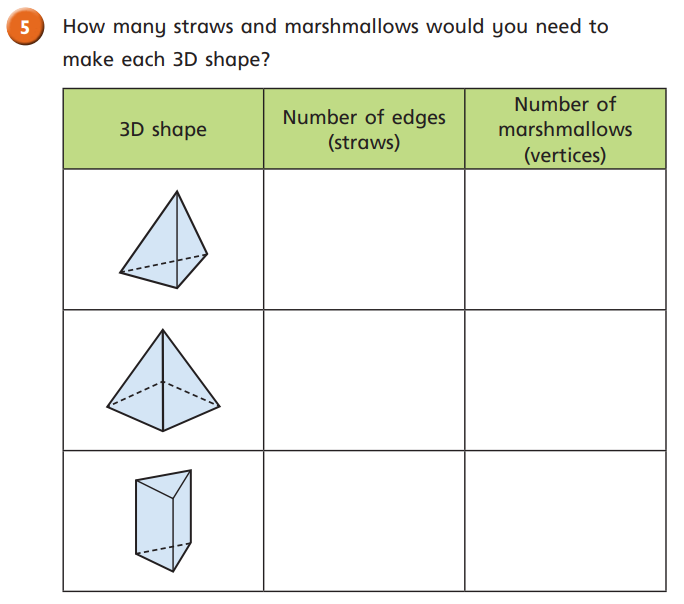 5
How many straws and marshmallows would you need to
make each 3D shape?
3D shape
Number of edges
(straws)
Number of
marshmallows
(vertices)